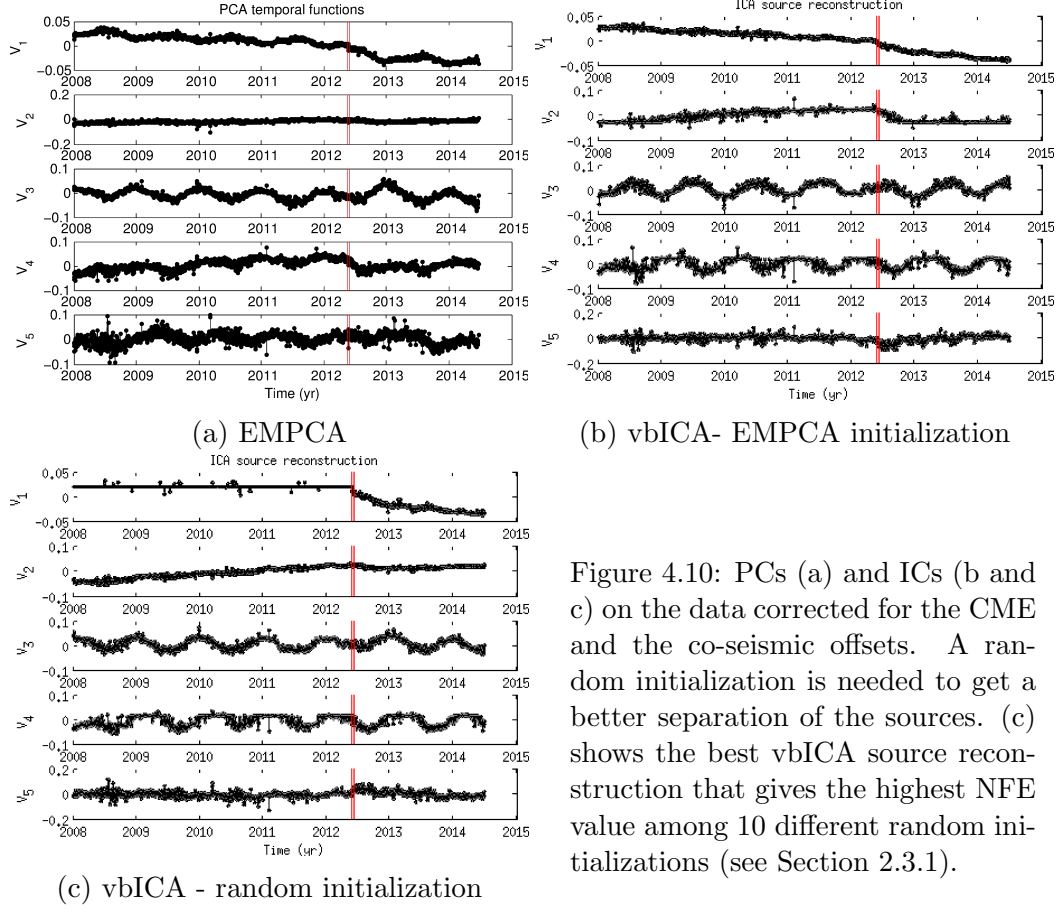 PCA temporal functions
0.05
0
−0.05
V1
2008 2009 2010 2011 2012 2013 2014 2015
0.2
0
−0.2
V2
2008 2009 2010 2011 2012 2013 2014 2015
0.1
0
−0.1
V3
2008 2009 2010 2011 2012 2013 2014 2015
0.1
0
−0.1
V4
2008 2009 2010 2011 2012 2013 2014 2015
0.1
0
−0.1
V5
2008 2009 2010 2011 2012 2013 2014 2015
Time (yr)
(a) EMPCA
ICA source reconstruction
0.05
0
-0.05
V1
2008 2009 2010 2011 2012 2013 2014 2015
0.1
0
-0.1
V2
2008 2009 2010 2011 2012 2013 2014 2015
0.1
0
-0.1
V3
2008 2009 2010 2011 2012 2013 2014 2015
0.1
0
-0.1
V4
2008 2009 2010 2011 2012 2013 2014 2015
0.2
0
-0.2
V5
2008 2009 2010 2011 2012 2013 2014 2015
Time (yr)
(b) vbICA- EMPCA initialization
ICA source reconstruction
0.05
0
-0.05
V1
2008 2009 2010 2011 2012 2013 2014 2015
0.1
0
-0.1
V2
2008 2009 2010 2011 2012 2013 2014 2015
0.1
0
-0.1
V3
2008 2009 2010 2011 2012 2013 2014 2015
0.1
0
-0.1
V4
2008 2009 2010 2011 2012 2013 2014 2015
0.2
0
-0.2
V5
2008 2009 2010 2011 2012 2013 2014 2015
Time (yr)
(c) vbICA - random initialization
Figure 4.10: PCs (a) and ICs (b and
c) on the data corrected for the CME
and the co-seismic offsets. A ran-
dom initialization is needed to get a
better separation of the sources. (c)
shows the best vbICA source recon-
struction that gives the highest NFE
value among 10 different random ini-
tializations (see Section 2.3.1).